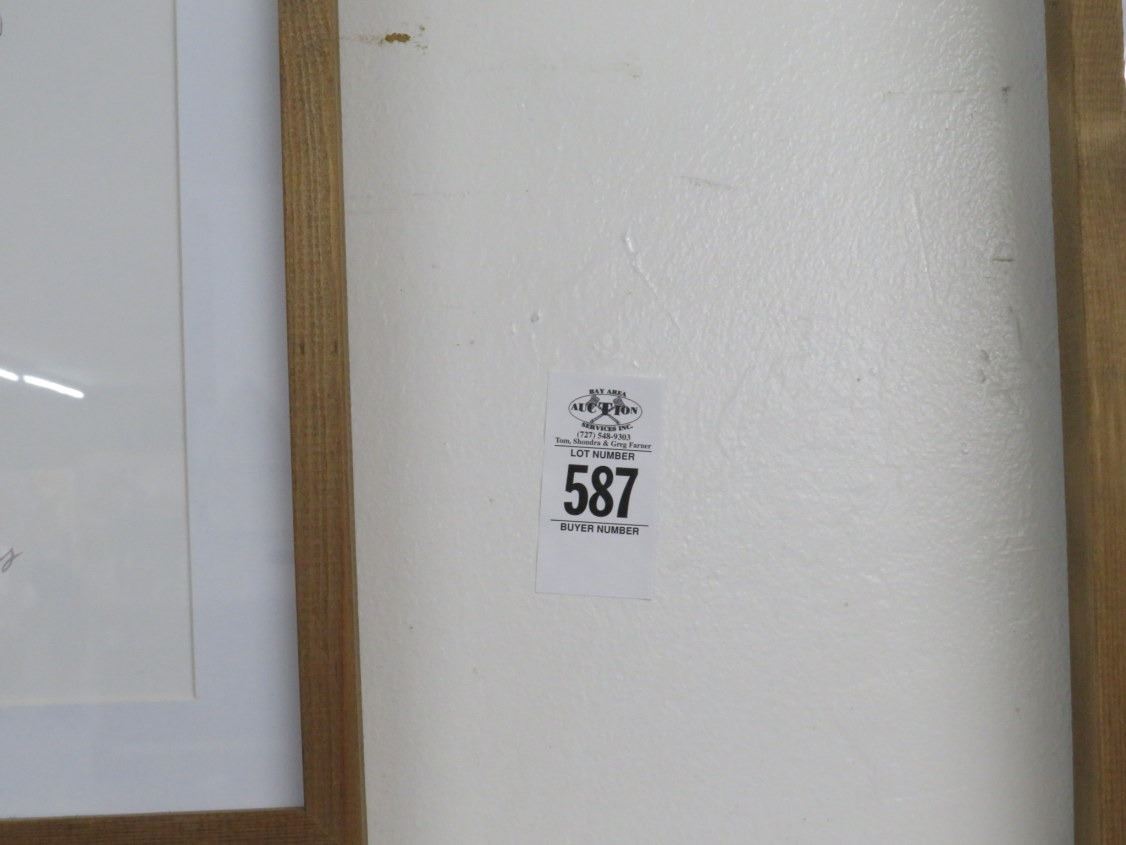 BAY AREA
AUCTION
SERVICES INC.
(727) 548-9303
Tom, Shondra & Greg Farner
LOT NUMBER
587
BUYER NUMBER